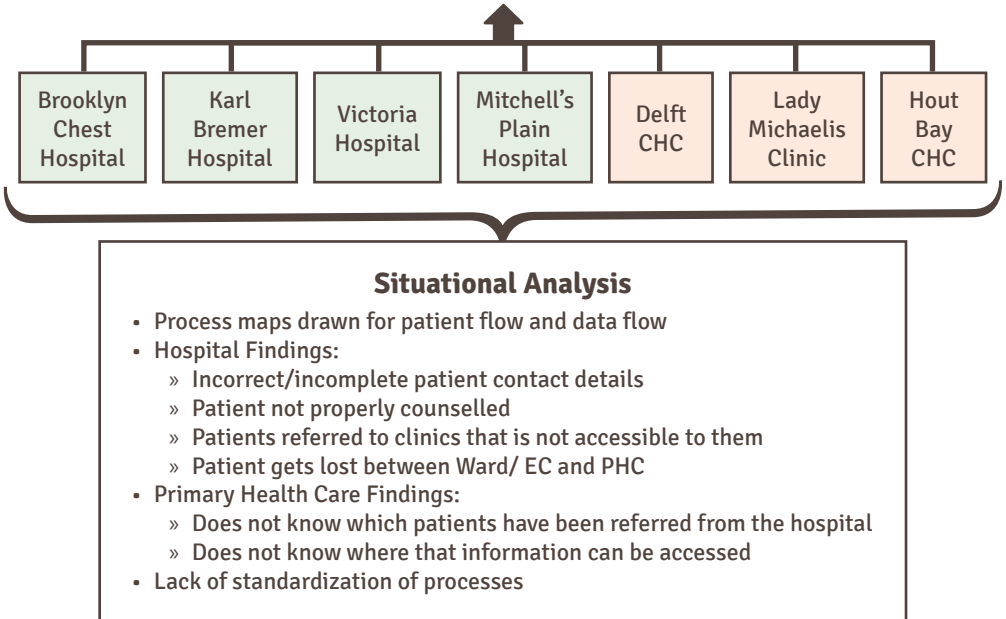 Brooklyn
Chest
Hospital
Karl
Bremer
Hospital
Victoria
Hospital
Mitchell's
Plain
Hospital
Delft
CHC
Lady
Michaelis
Clinic
Hout
Bay
CHC
Situational Analysis
• Process maps drawn for patient flow and data flow
• Hospital Findings:
» Incorrect/incomplete patient contact details
» Patient not properly counselled
» Patients referred to clinics that is not accessible to them
» Patient gets lost between Ward/ EC and PHC
• Primary Health Care Findings:
» Does not know which patients have been referred from the hospital
» Does not know where that information can be accessed
• Lack of standardization of processes